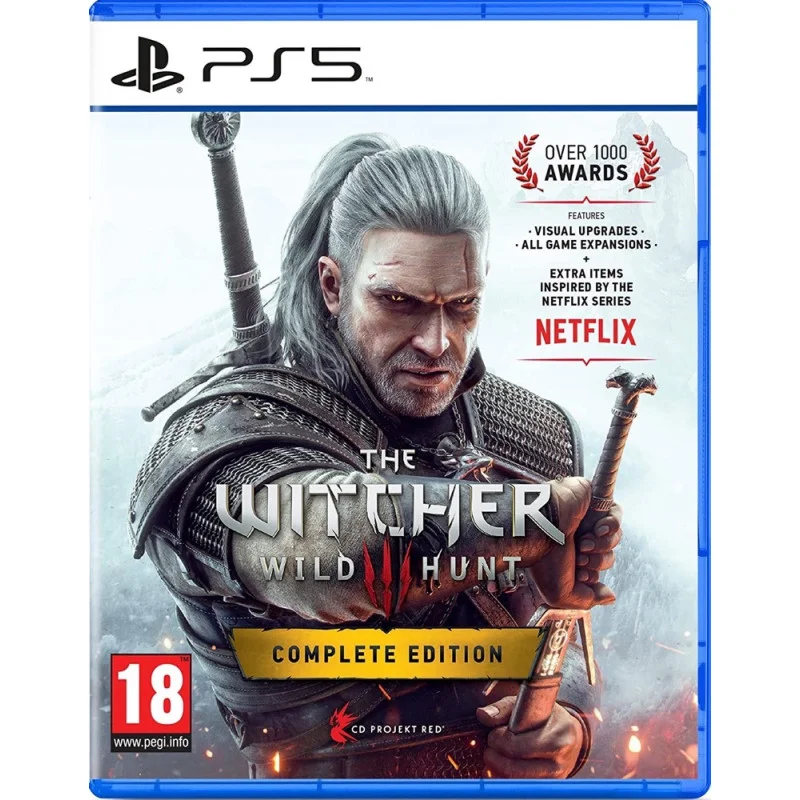 PS5
OVER 1000
AWARDS
FEATURES
· VISUAL UPGRADES ·
· ALL GAME EXPANSIONS ·
+
EXTRA ITEMS
INSPIRED BY THE
NETFLIX SERIES
NETFLIX
THE
WITCHER
WILD HUNT
COMPLETE EDITION
18
www.pegi.info
CD PROJEKT RED